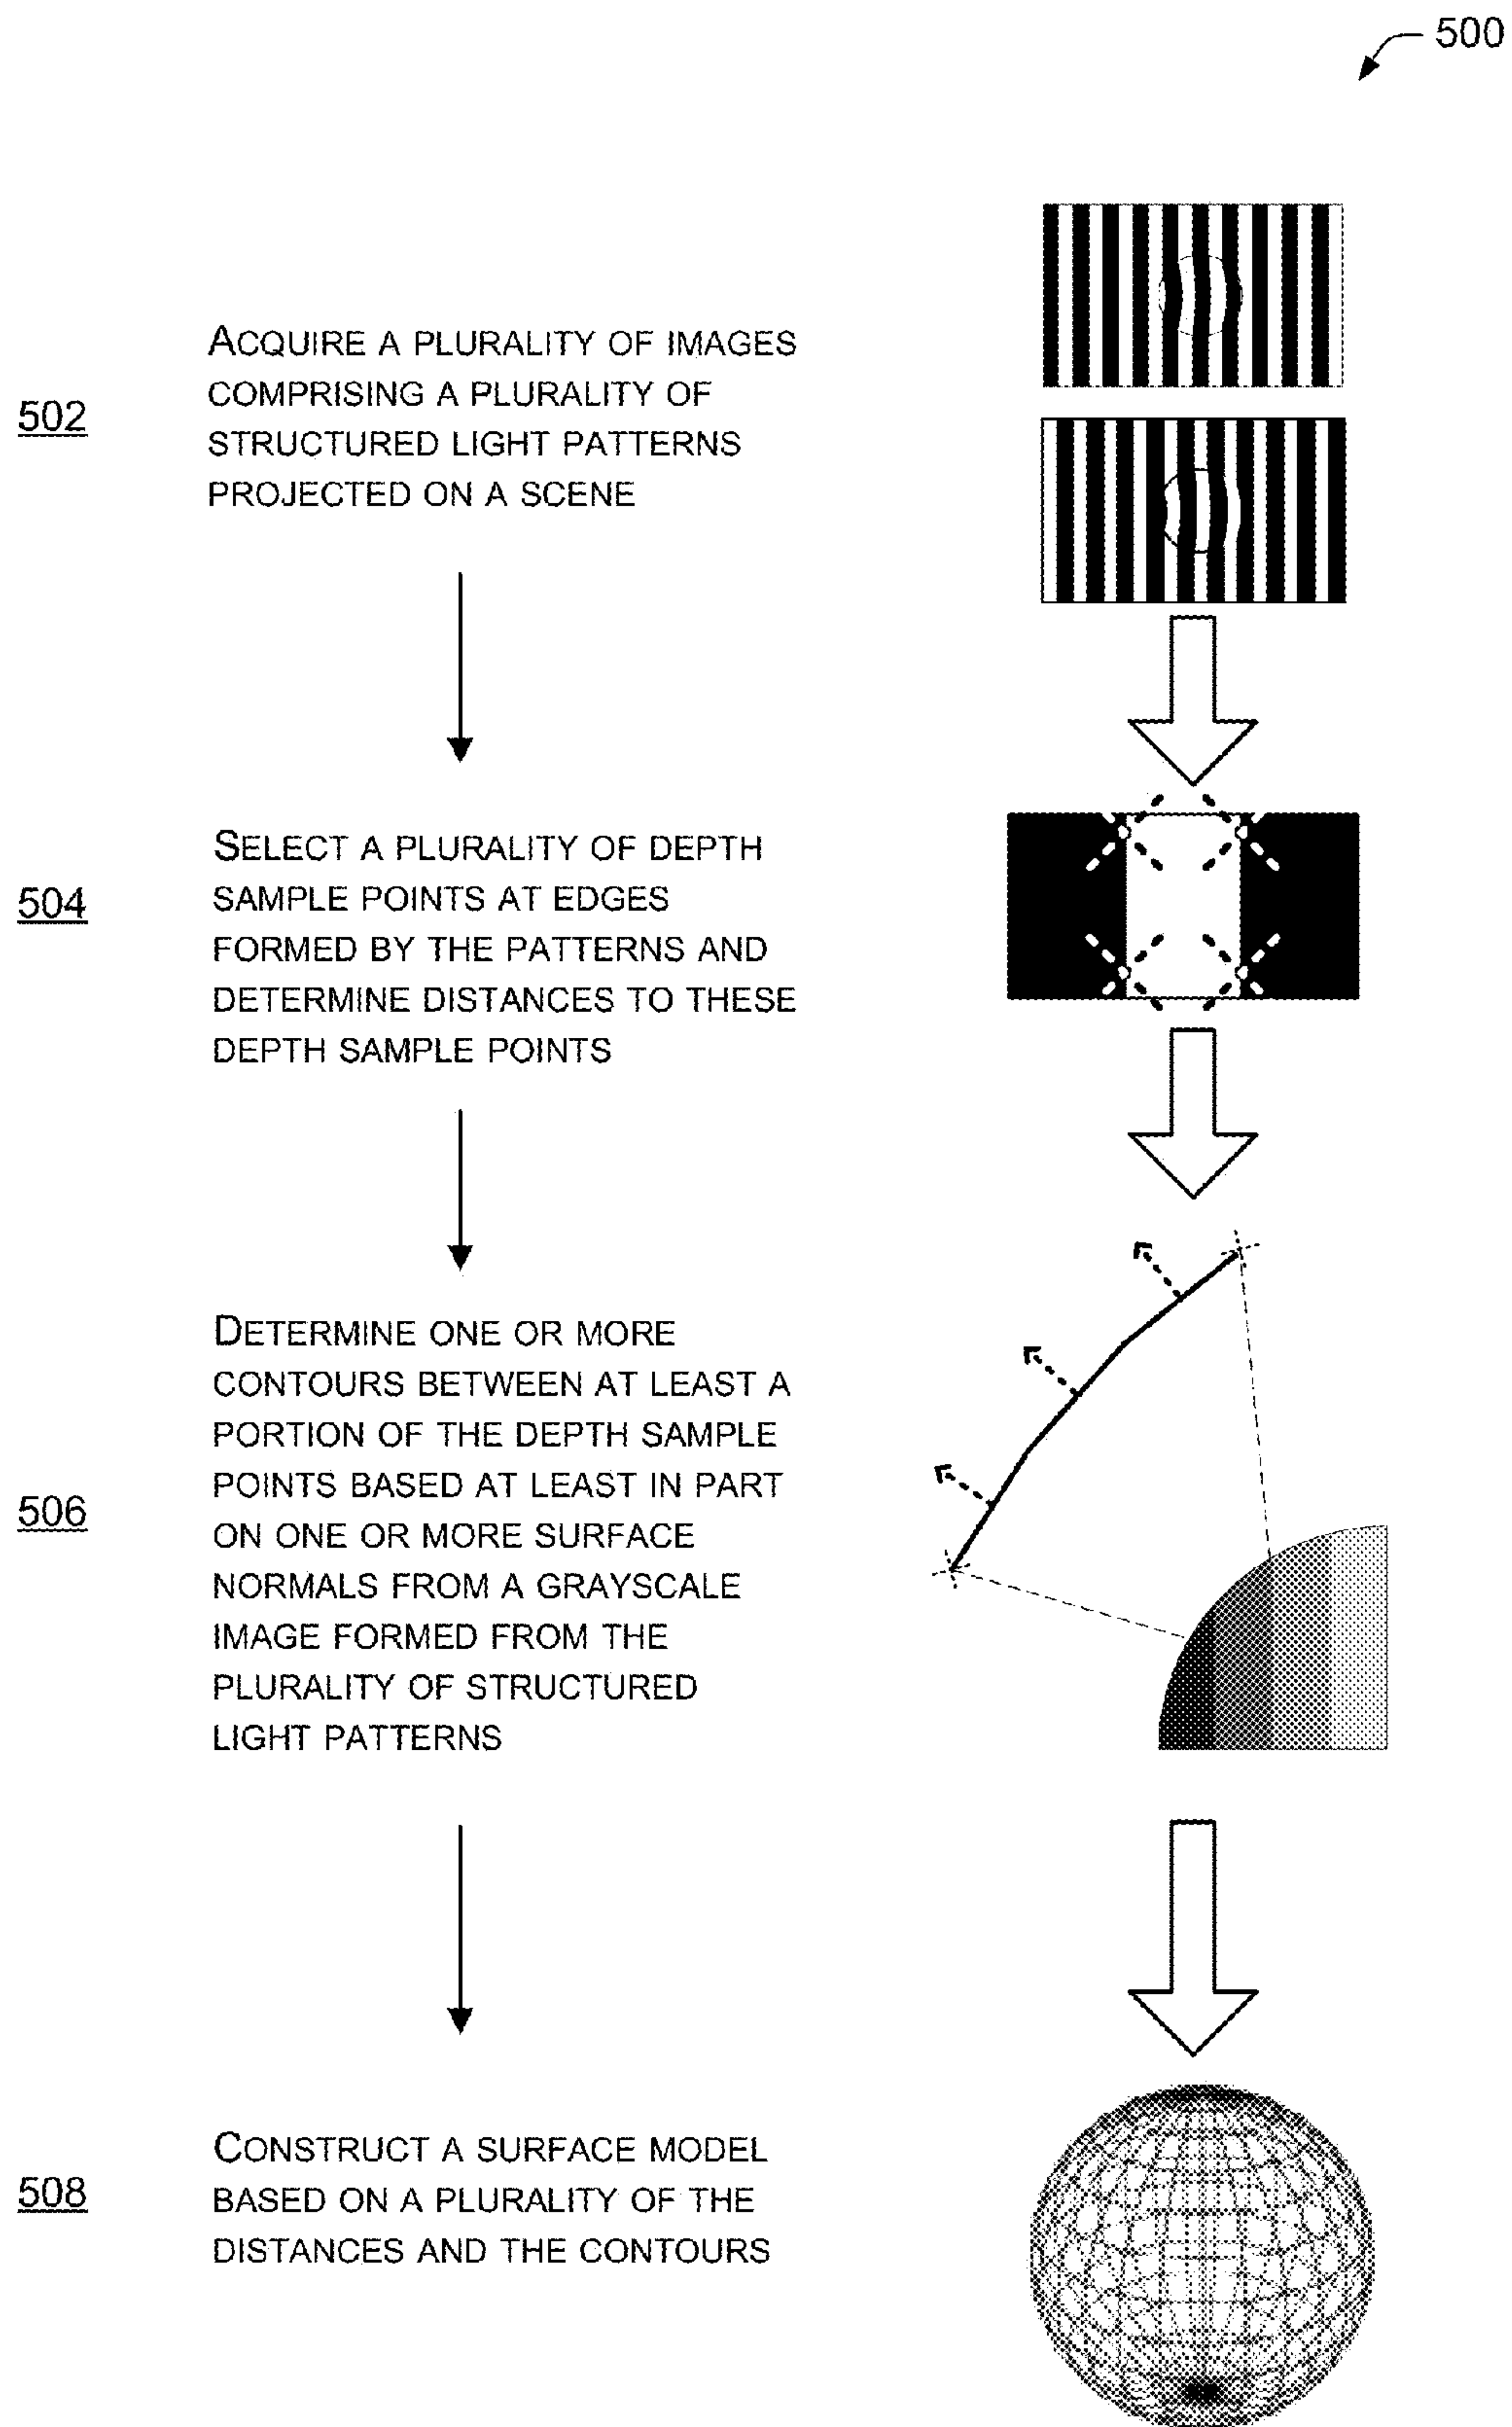 500
502
ACQUIRE A PLURALITY OF IMAGES
COMPRISING A PLURALITY OF
STRUCTURED LIGHT PATTERNS
PROJECTED ON A SCENE
504
SELECT A PLURALITY OF DEPTH
SAMPLE POINTS AT EDGES
FORMED BY THE PATTERNS AND
DETERMINE DISTANCES TO THESE
DEPTH SAMPLE POINTS
506
DETERMINE ONE OR MORE
CONTOURS BETWEEN AT LEAST A
PORTION OF THE DEPTH SAMPLE
POINTS BASED AT LEAST IN PART
ON ONE OR MORE SURFACE
NORMALS FROM A GRAYSCALE
IMAGE FORMED FROM THE
PLURALITY OF STRUCTURED
LIGHT PATTERNS
508
CONSTRUCT A SURFACE MODEL
BASED ON A PLURALITY OF THE
DISTANCES AND THE CONTOURS